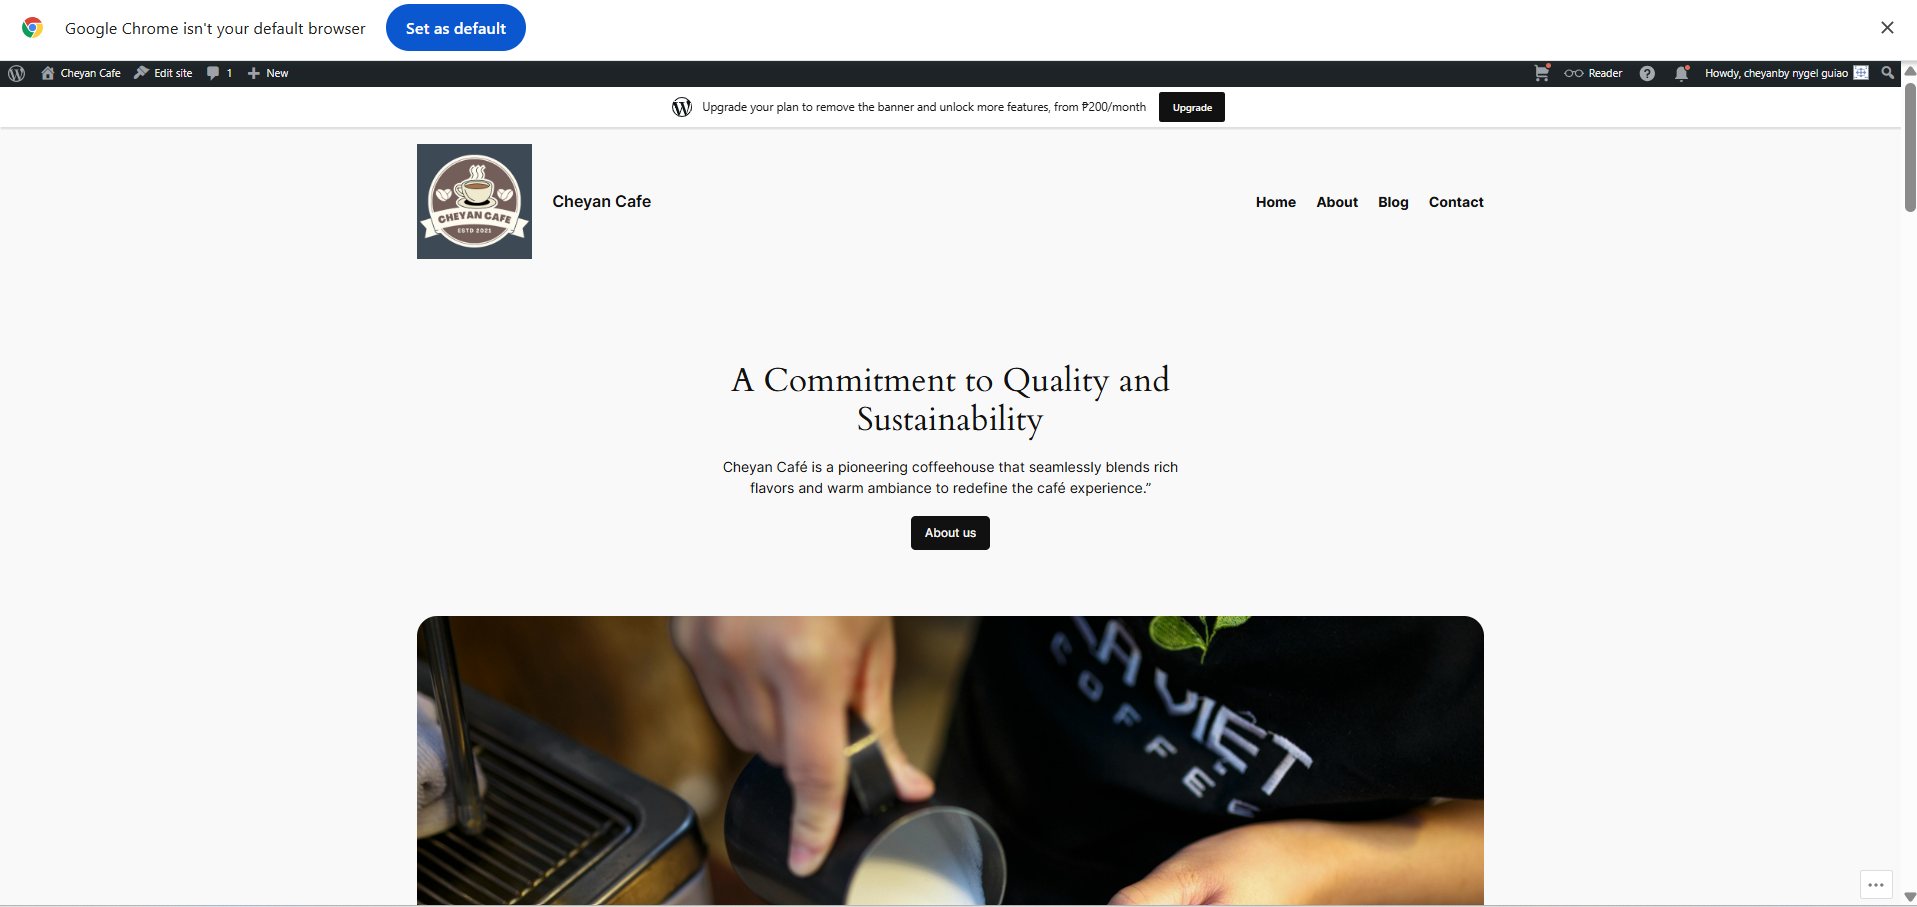 Google Chrome isn't your default browser
Set as default
Cheyan Cafe
Edit site
1
New
Reader
Howdy, cheyanby nygel guiao
Upgrade your plan to remove the banner and unlock more features, from ₱200/month
Upgrade
CHEYAN CAFE
ESTD 2021
Cheyan Cafe
Home
About
Blog
Contact
A Commitment to Quality and
Sustainability
Cheyan Café is a pioneering coffeehouse that seamlessly blends rich
flavors and warm ambiance to redefine the café experience.”
About us
VIET
COFFEE